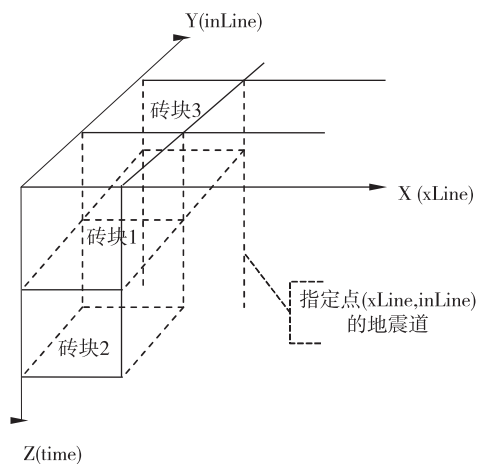 Y(inLine)
砖块3
X (xLine)
砖块1
指定点(xLine,inLine)
的地震道
砖块2
Z(time)